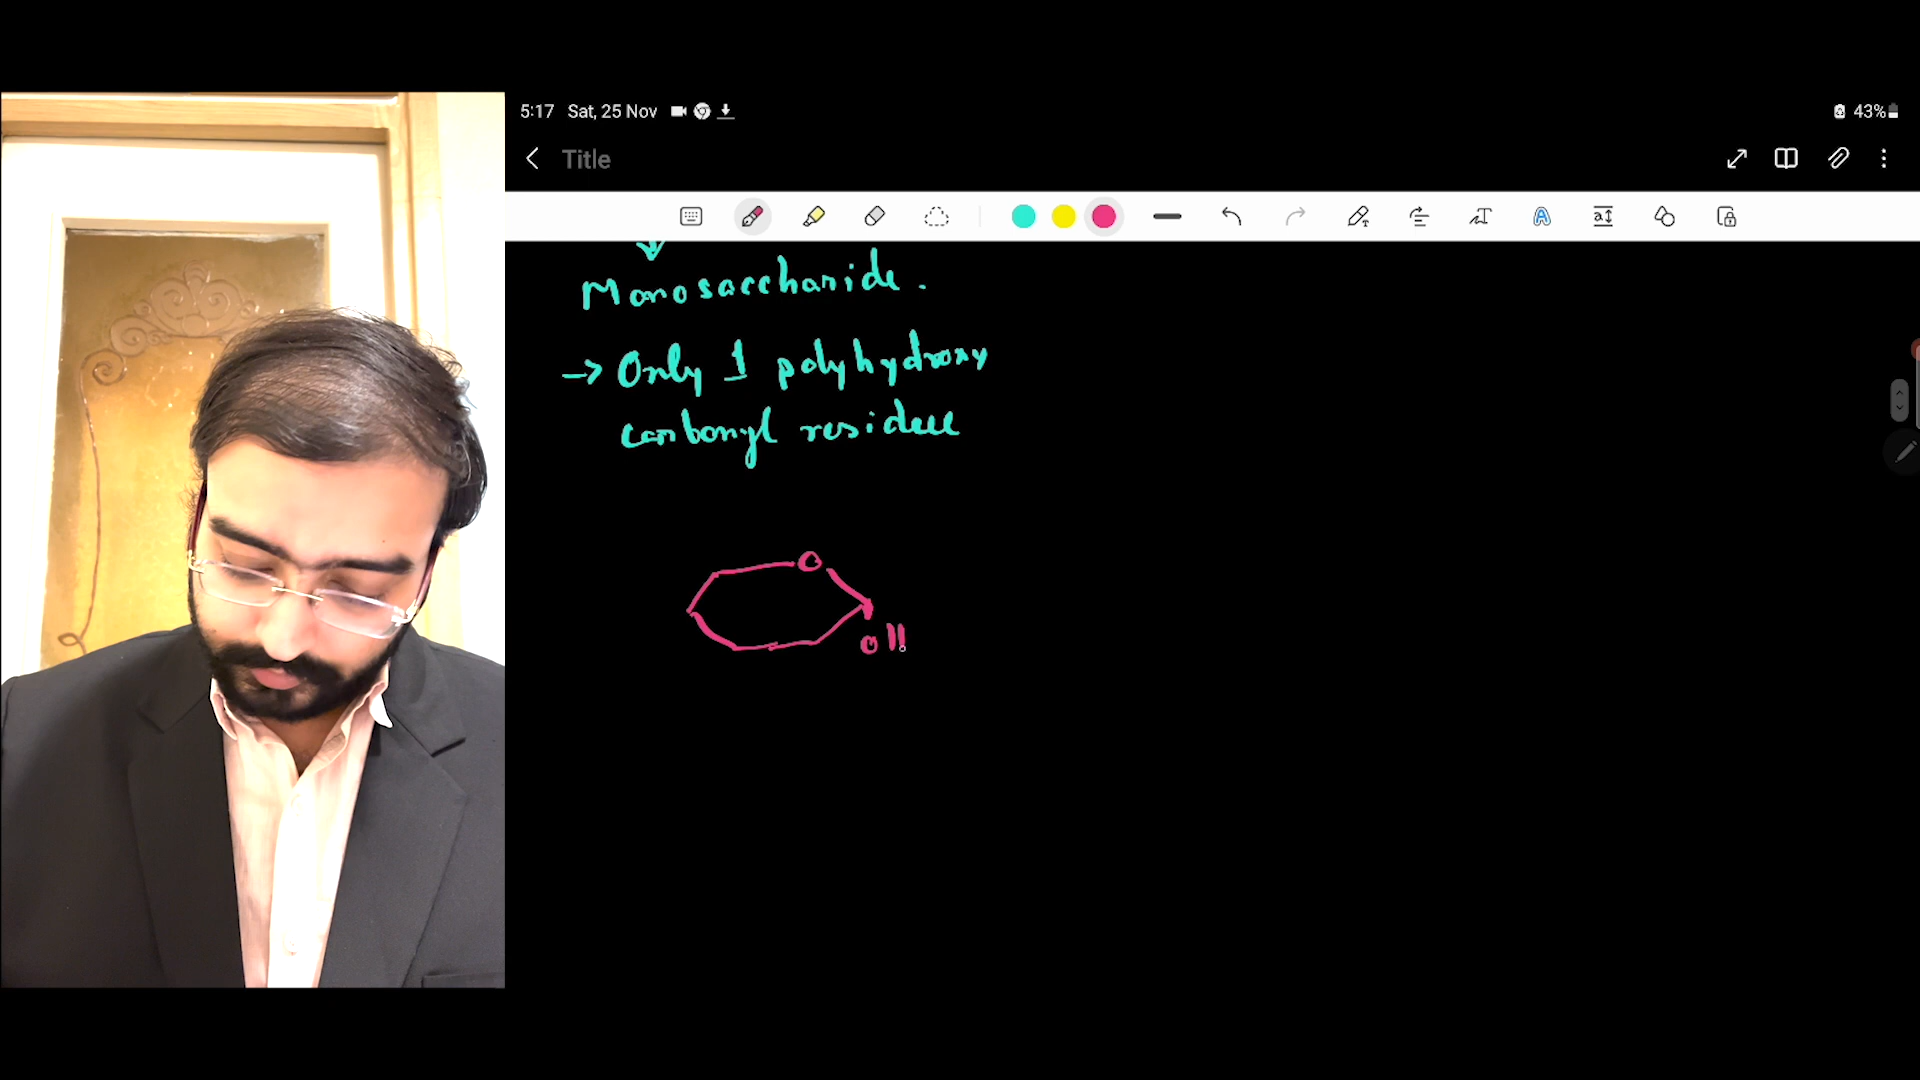 5:17 Sat, 25 Nov 43%
Title
Monosaccharide.
→ Only 1 polyhydroxy
carbonyl residue
O
OH